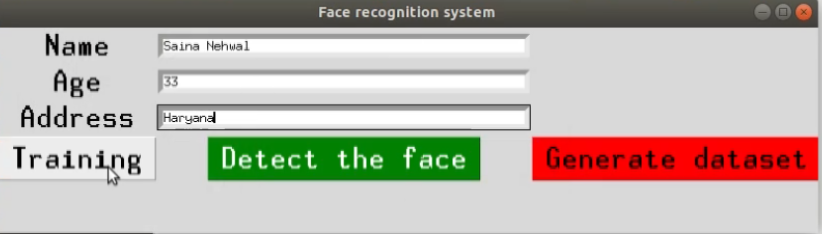 Face recognition system
Name Saina Nehwal
Age 33
Address Haryana
Training Detect the face Generate dataset